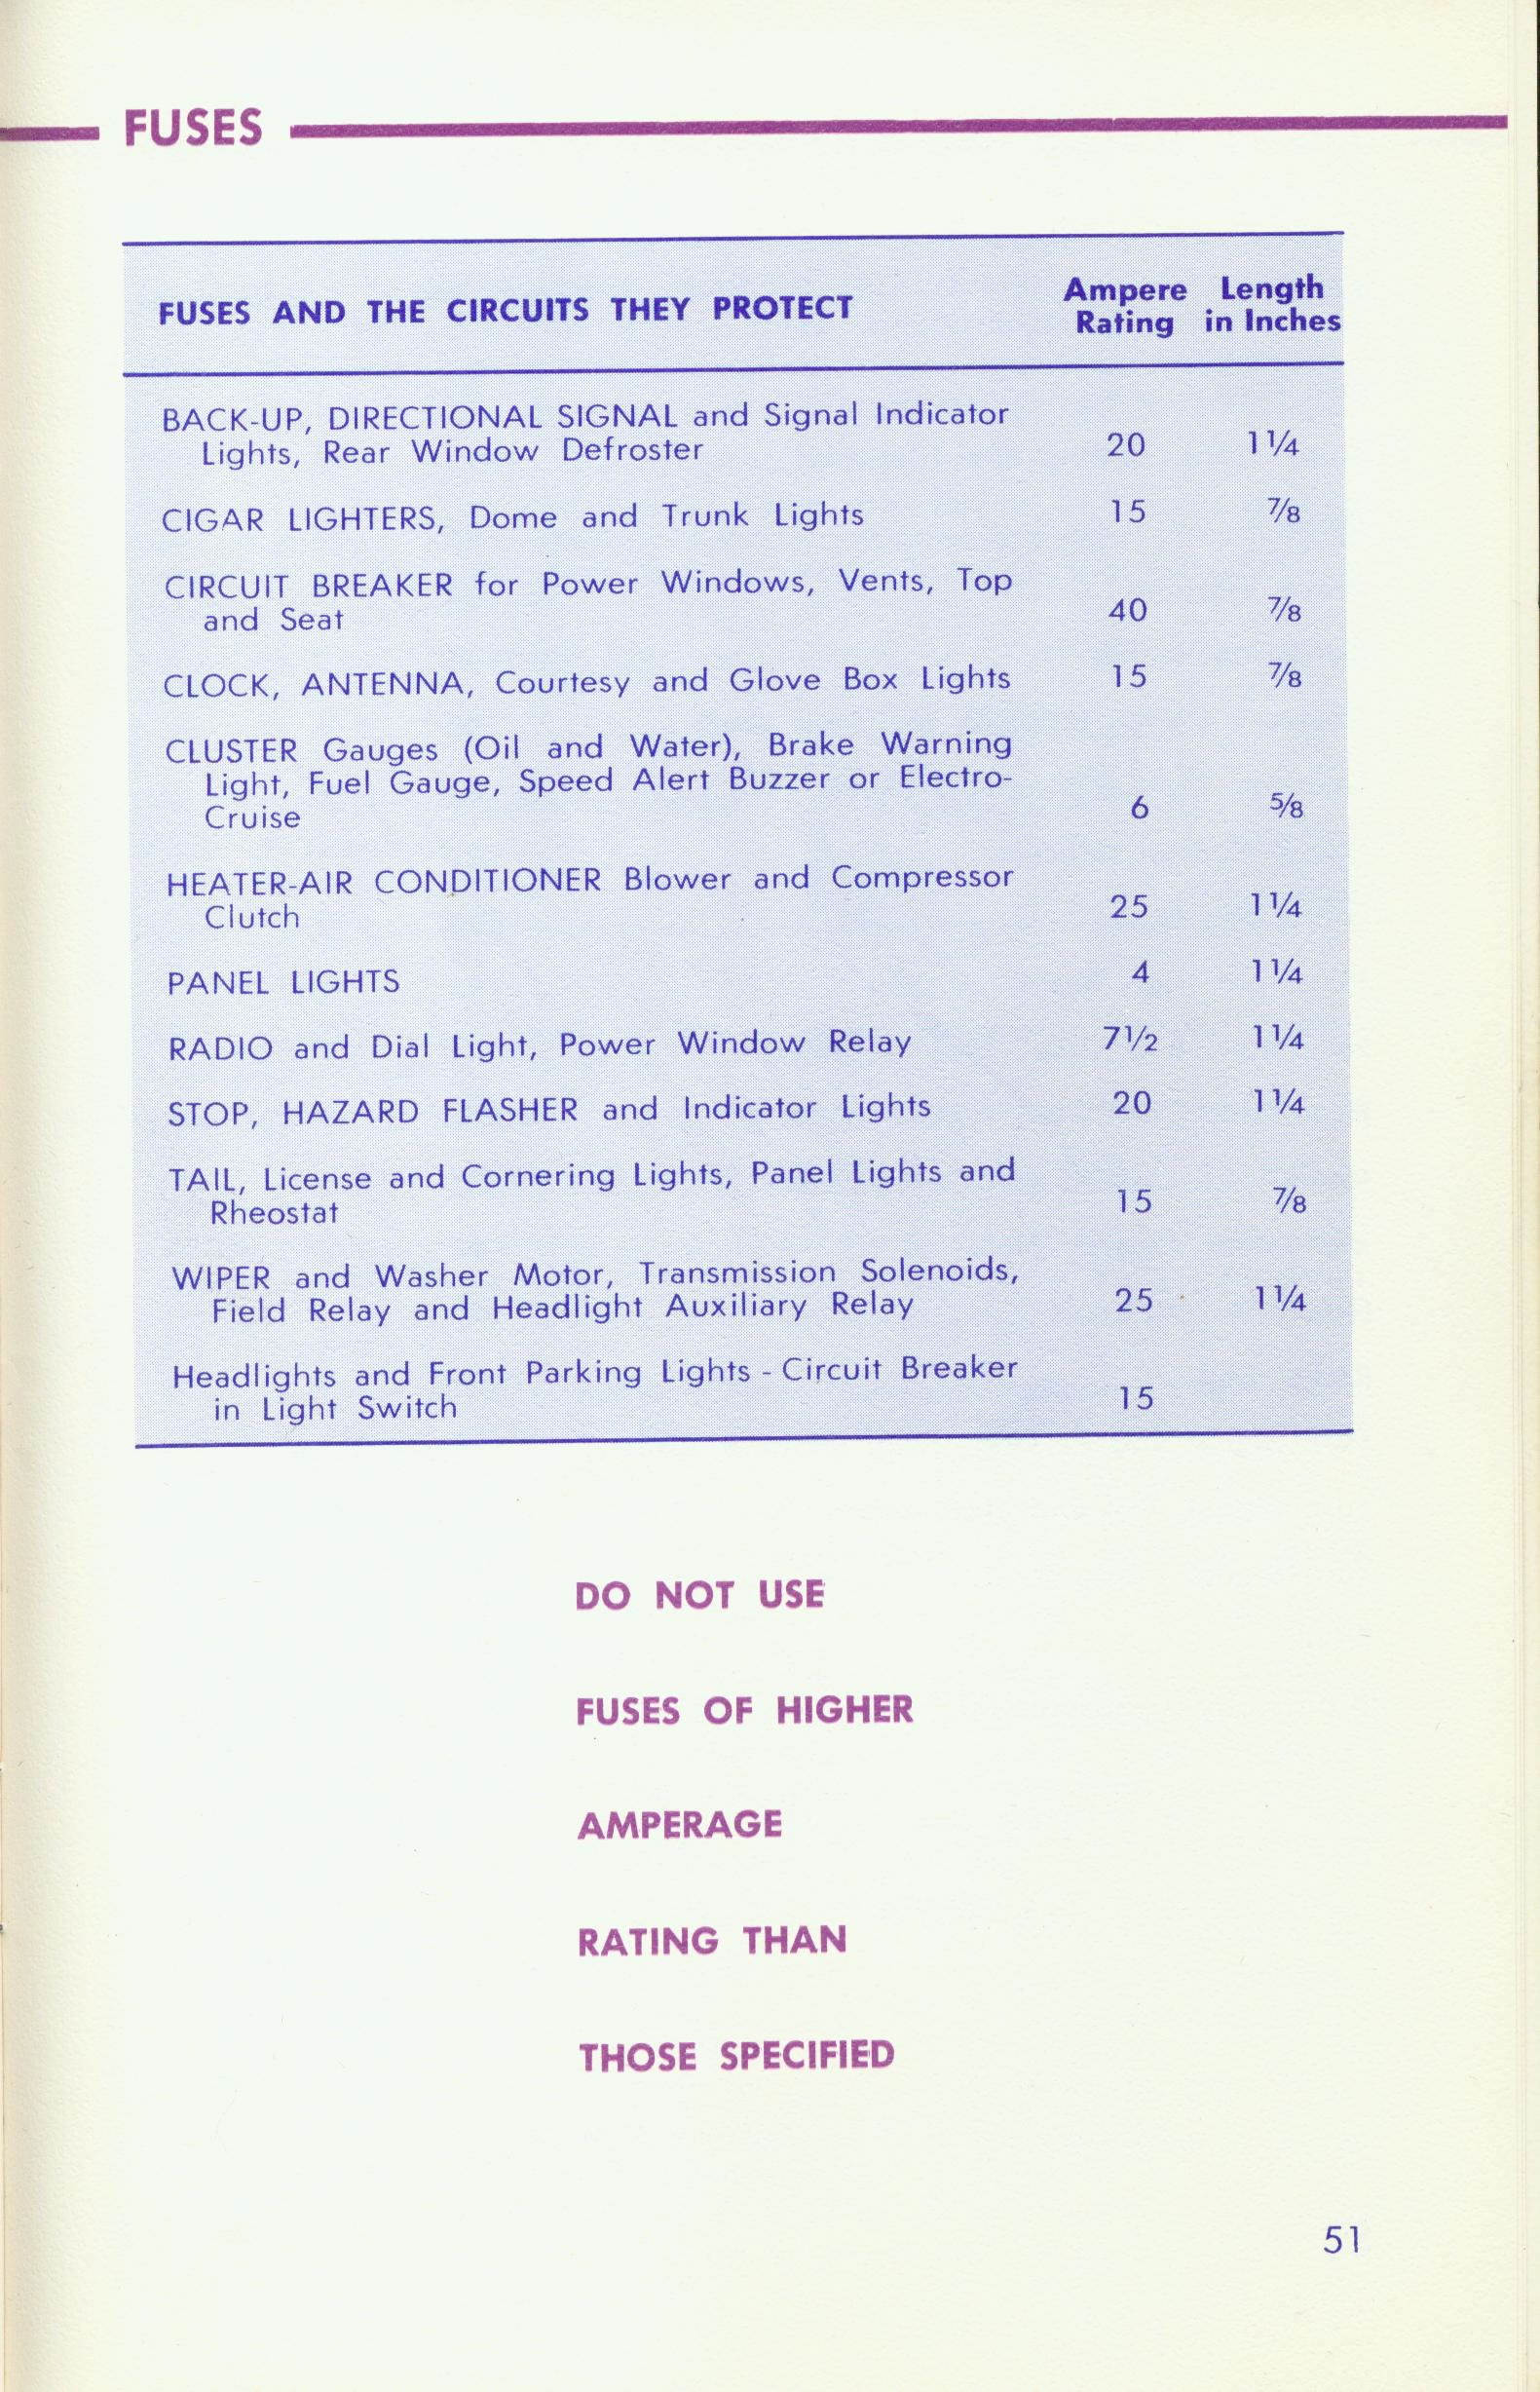 FUSES
FUSES AND THE CIRCUITS THEY PROTECT
Ampere Rating
Length in Inches
BACK-UP, DIRECTIONAL SIGNAL and Signal Indicator
Lights, Rear Window Defroster 20 1¼
CIGAR LIGHTERS, Dome and Trunk Lights 15 ⅞
CIRCUIT BREAKER for Power Windows, Vents, Top
and Seat 40 ⅞
CLOCK, ANTENNA, Courtesy and Glove Box Lights 15 ⅞
CLUSTER Gauges (Oil and Water), Brake Warning
Light, Fuel Gauge, Speed Alert Buzzer or Electro-
Cruise 6 ⅝
HEATER-AIR CONDITIONER Blower and Compressor
Clutch 25 1¼
PANEL LIGHTS 4 1¼
RADIO and Dial Light, Power Window Relay 7½ 1¼
STOP, HAZARD FLASHER and Indicator Lights 20 1¼
TAIL, License and Cornering Lights, Panel Lights and
Rheostat 15 ⅞
WIPER and Washer Motor, Transmission Solenoids,
Field Relay and Headlight Auxiliary Relay 25 1¼
Headlights and Front Parking Lights - Circuit Breaker
in Light Switch 15
DO NOT USE
FUSES OF HIGHER
AMPERAGE
RATING THAN
THOSE SPECIFIED
51